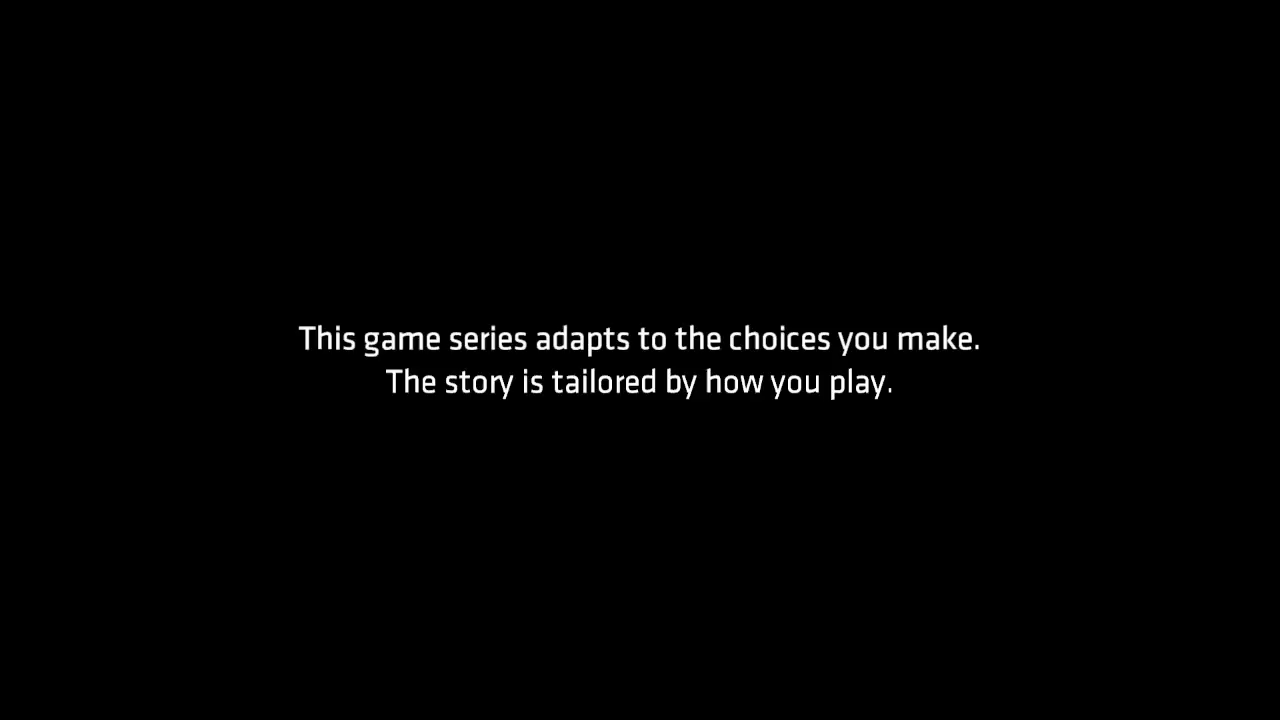 This game series adapts to the choices you make.
The story is tailored by how you play.